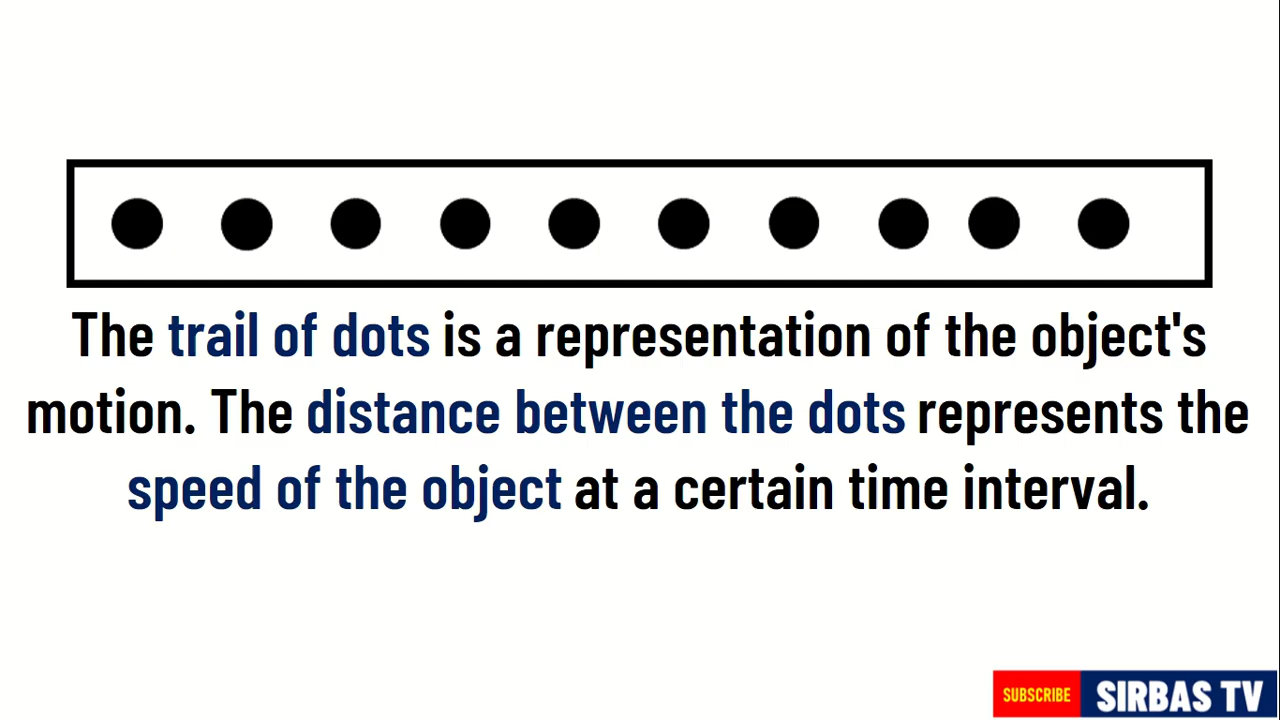 The trail of dots is a representation of the object's
motion. The distance between the dots represents the
speed of the object at a certain time interval.
SUBSCRIBE SIRBAS TV